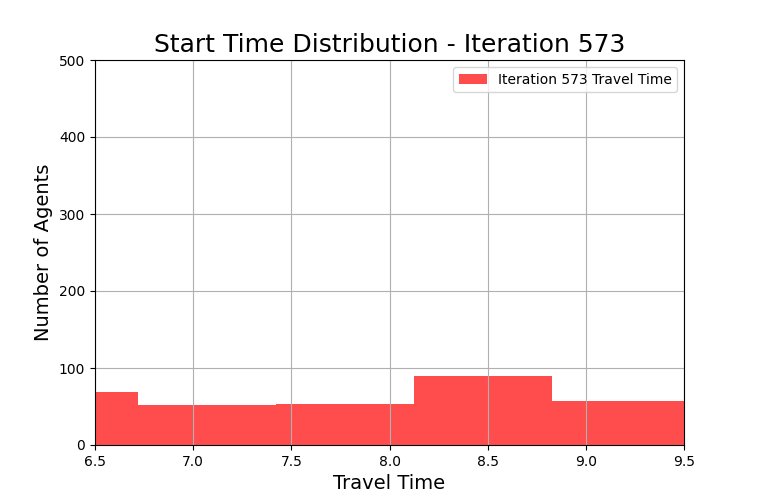 Start Time Distribution - Iteration 573
Iteration 573 Travel Time
Number of Agents
500
400
300
200
100
0
6.5 7.0 7.5 8.0 8.5 9.0 9.5
Travel Time